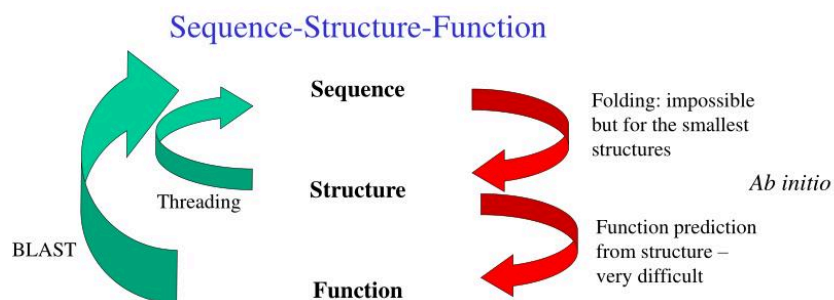 Sequence-Structure-Function
Sequence
Folding: impossible
but for the smallest
structures
Structure
Ab initio
Threading
BLAST
Function prediction
from structure –
very difficult
Function